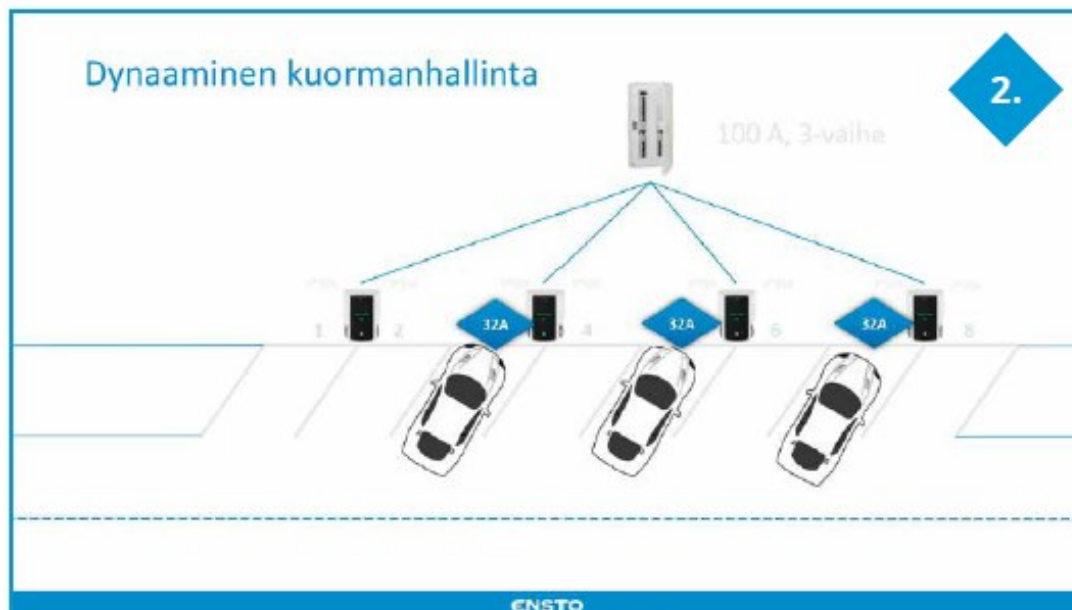 Dynaaminen kuormanhallinta
2.
100 A, 3-vaihe
1
2
32A
4
32A
6
32A
8
ENSTO